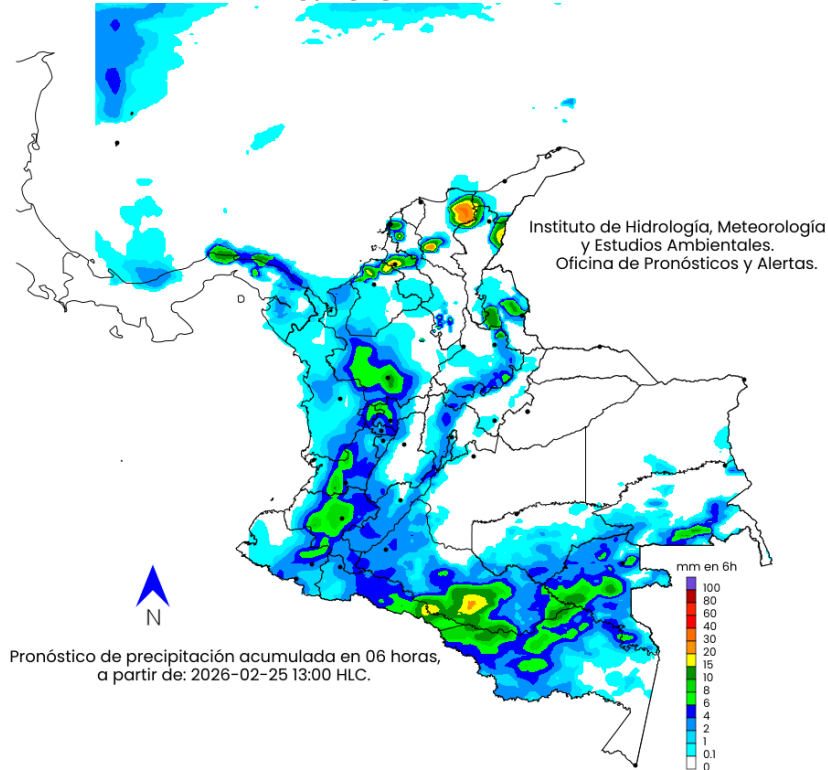 Instituto de Hidrología, Meteorología
y Estudios Ambientales.
Oficina de Pronósticos y Alertas.
mm en 6h
100
80
60
40
30
20
15
10
8
6
4
2
1
0.1
0
N
Pronóstico de precipitación acumulada en 06 horas,
a partir de: 2026-02-25 13:00 HLC.